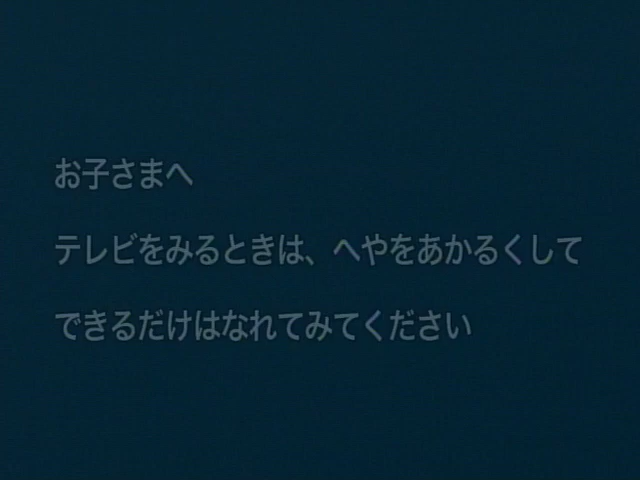 お子さまへ
テレビをみるときは、へやをあかるくして
できるだけはなれてみてください